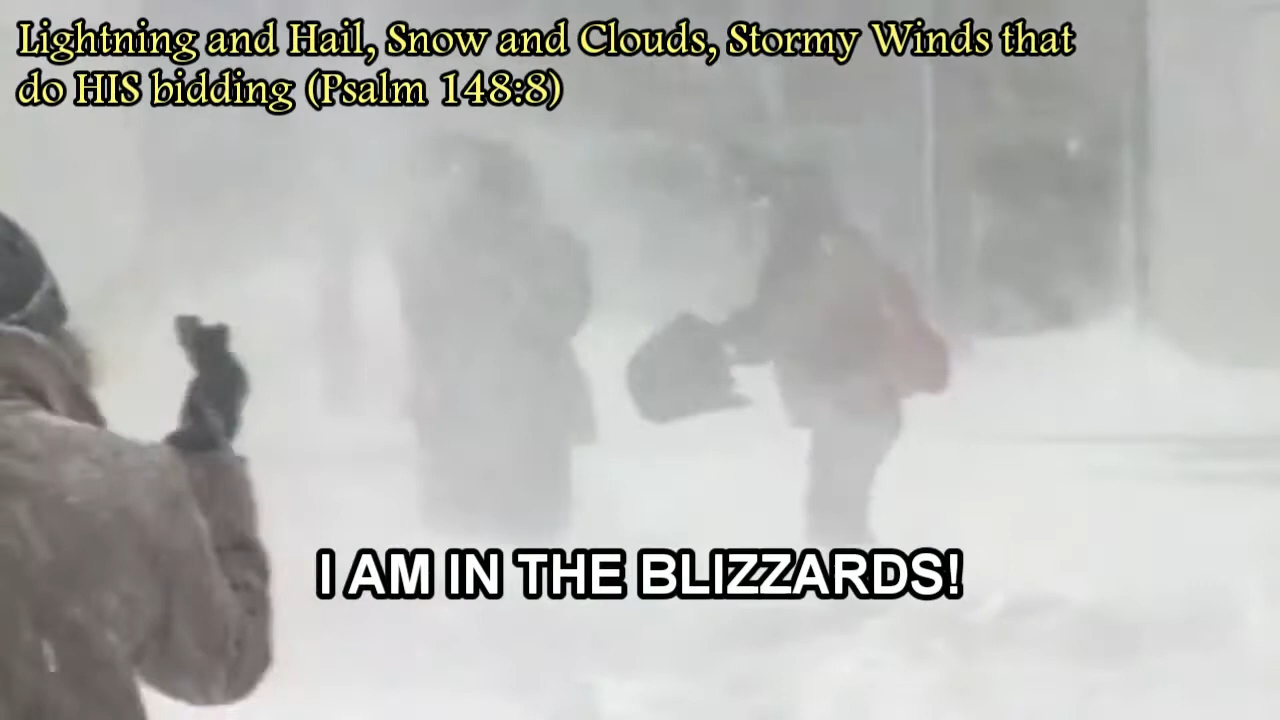 Lightning and Hail, Snow and Clouds, Stormy Winds that
do HIS bidding (Psalm 148:8)
I AM IN THE BLIZZARDS!